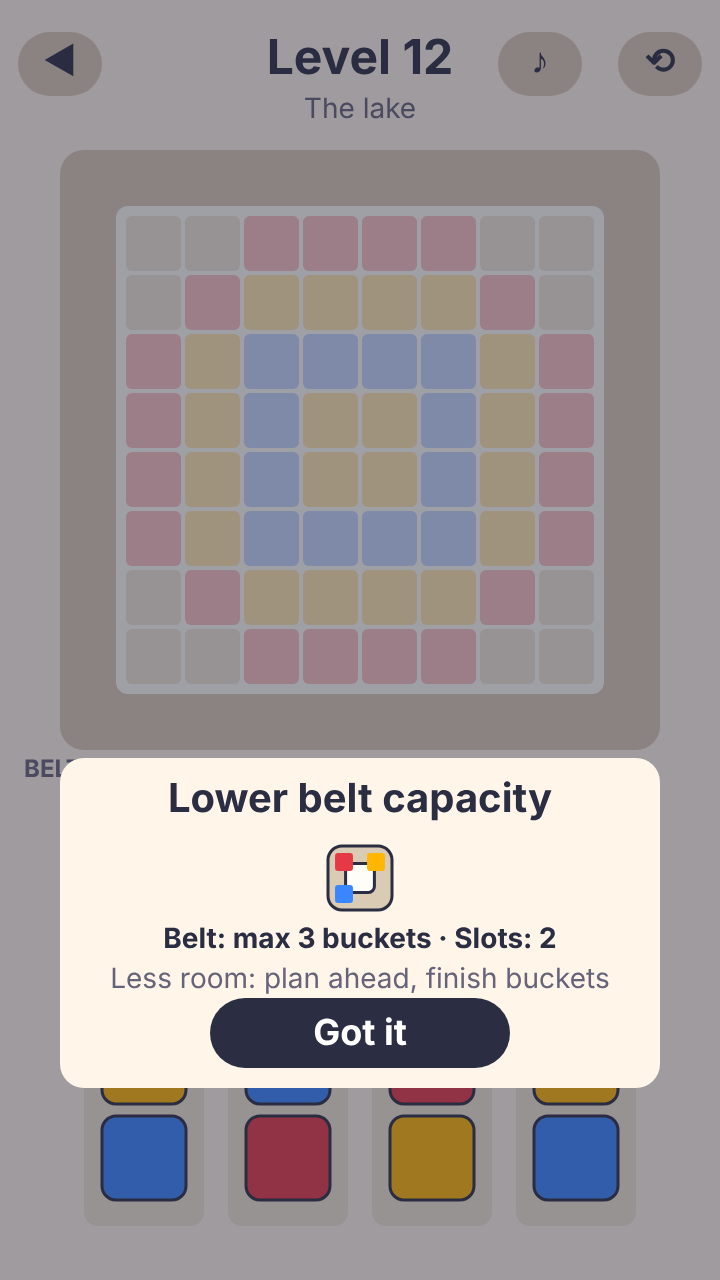 Level 12
The lake
Lower belt capacity
Belt: max 3 buckets · Slots: 2
Less room: plan ahead, finish buckets
Got it